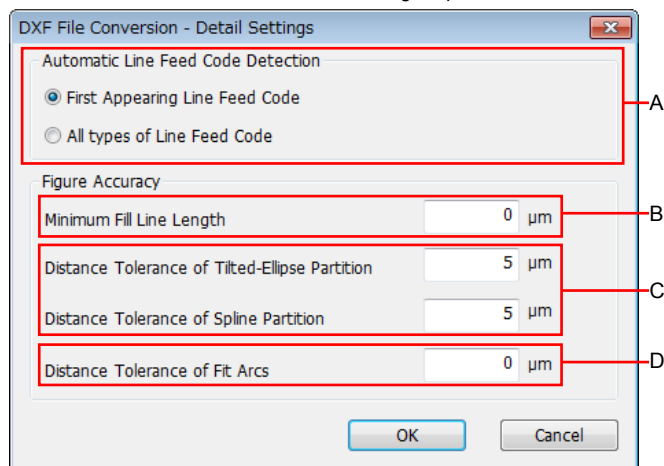 DXF File Conversion - Detail Settings
Automatic Line Feed Code Detection
First Appearing Line Feed Code
A
All types of Line Feed Code
Figure Accuracy
Minimum Fill Line Length 0 µm
B
Distance Tolerance of Tilted-Ellipse Partition 5 µm
C
Distance Tolerance of Spline Partition 5 µm
Distance Tolerance of Fit Arcs 0 µm
D
OK Cancel